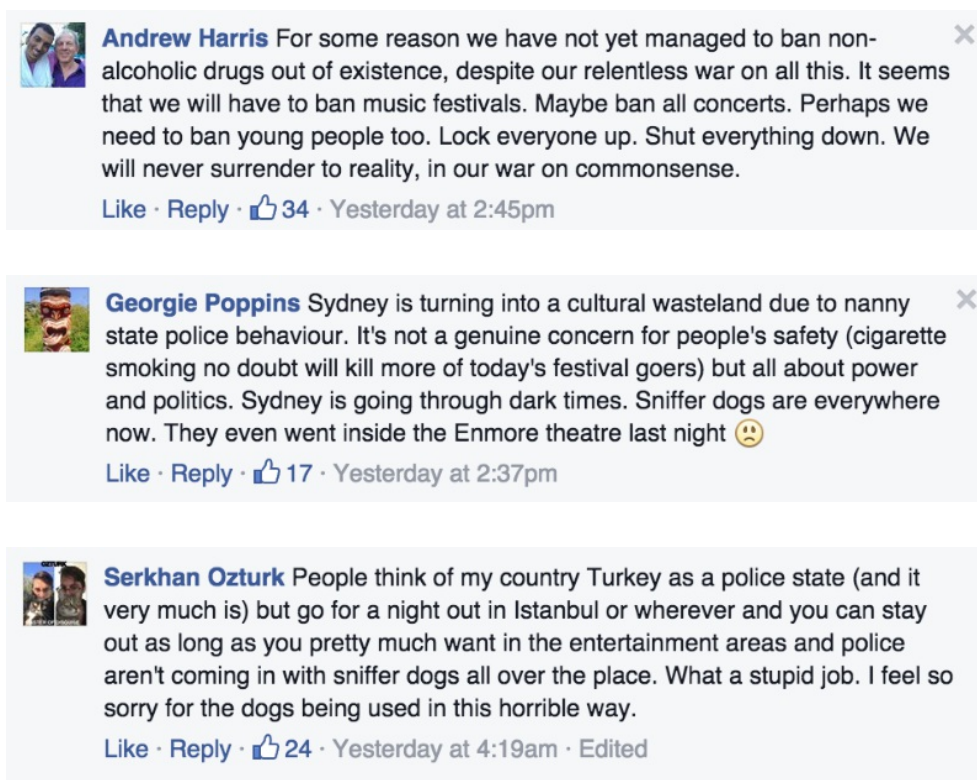 Andrew Harris For some reason we have not yet managed to ban non-
alcoholic drugs out of existence, despite our relentless war on all this. It seems
that we will have to ban music festivals. Maybe ban all concerts. Perhaps we
need to ban young people too. Lock everyone up. Shut everything down. We
will never surrender to reality, in our war on commonsense.
Like · Reply · 34 · Yesterday at 2:45pm
Georgie Poppins Sydney is turning into a cultural wasteland due to nanny
state police behaviour. It's not a genuine concern for people's safety (cigarette
smoking no doubt will kill more of today's festival goers) but all about power
and politics. Sydney is going through dark times. Sniffer dogs are everywhere
now. They even went inside the Enmore theatre last night
Like · Reply · 17 · Yesterday at 2:37pm
OZTURK
Serkhan Ozturk People think of my country Turkey as a police state (and it
very much is) but go for a night out in Istanbul or wherever and you can stay
out as long as you pretty much want in the entertainment areas and police
aren't coming in with sniffer dogs all over the place. What a stupid job. I feel so
sorry for the dogs being used in this horrible way.
Like · Reply · 24 · Yesterday at 4:19am · Edited